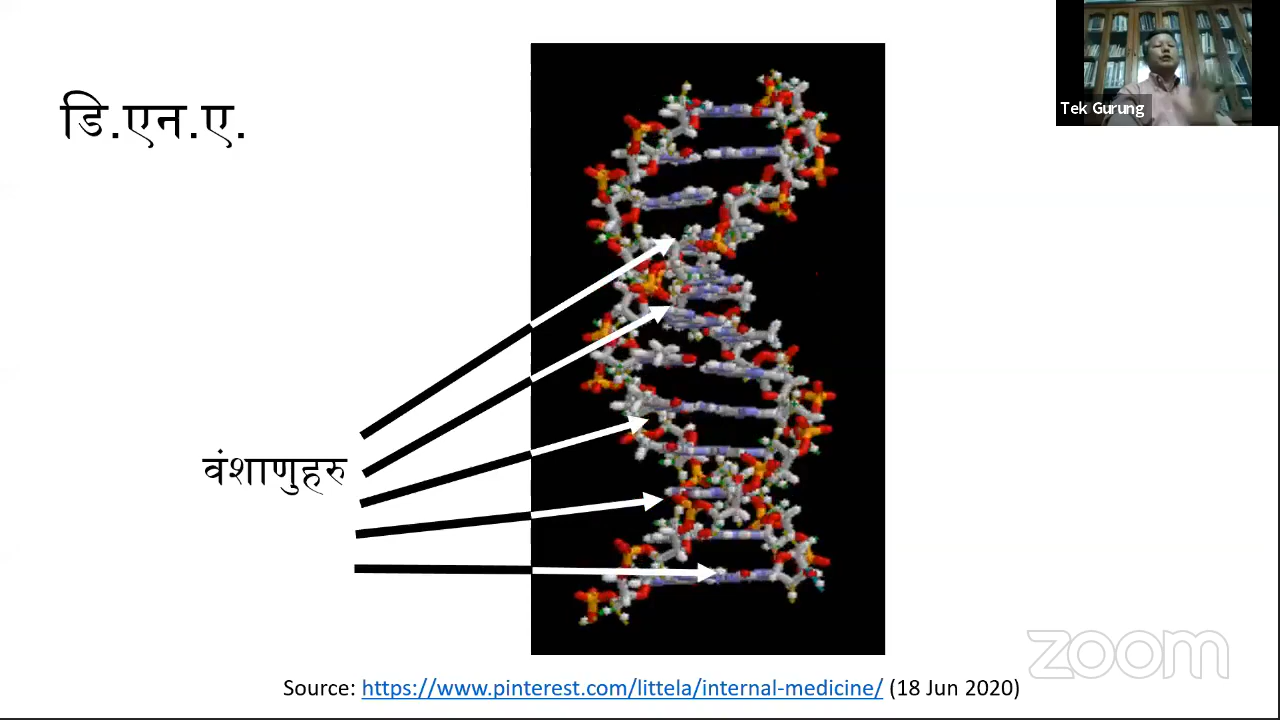 डि.एन.ए.
Tek Gurung
वंशाणुहरु
zoom
Source: https://www.pinterest.com/littela/internal-medicine/ (18 Jun 2020)